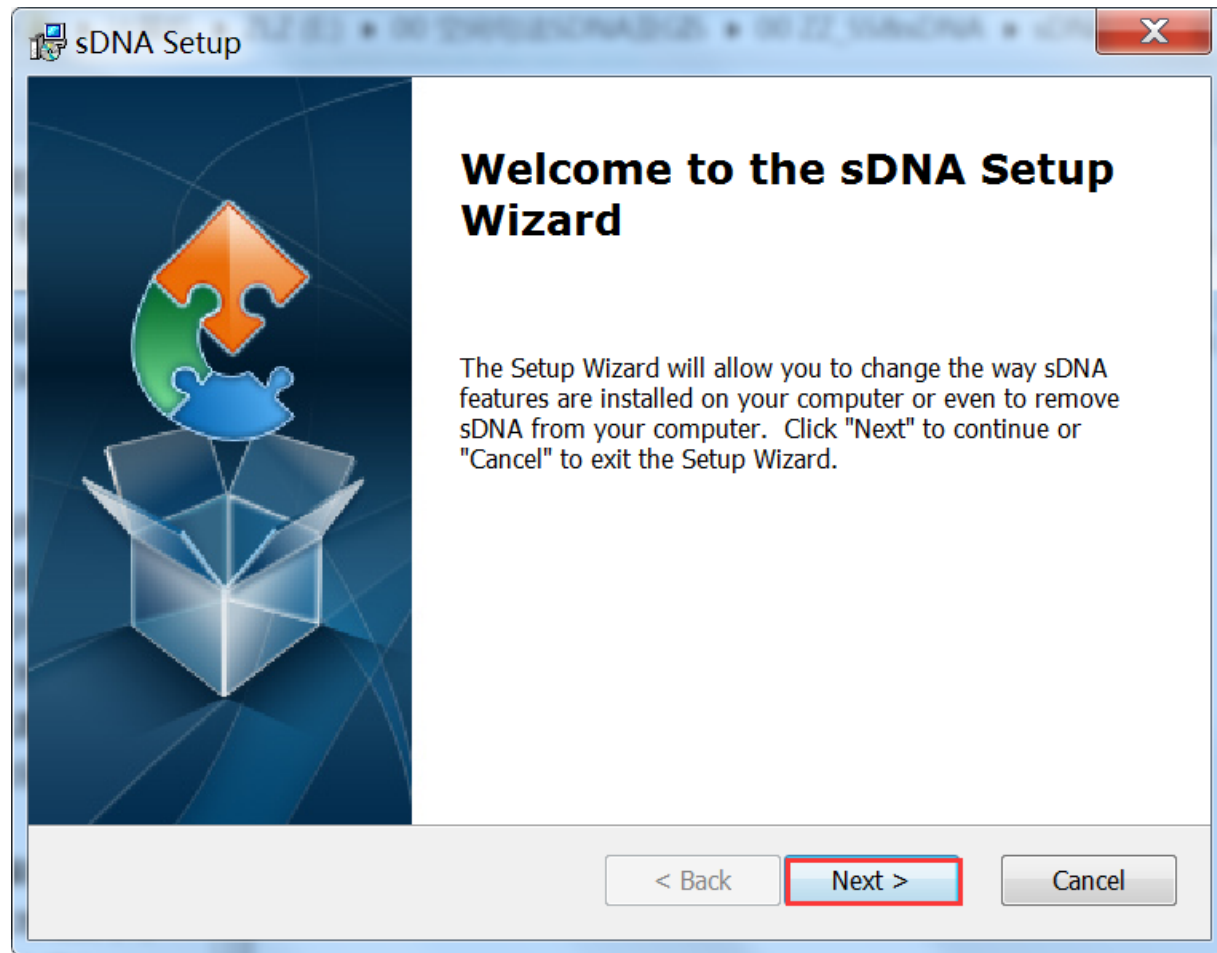 sDNA Setup
Welcome to the sDNA Setup
Wizard
The Setup Wizard will allow you to change the way sDNA
features are installed on your computer or even to remove
sDNA from your computer.  Click "Next" to continue or
"Cancel" to exit the Setup Wizard.
< Back
Next >
Cancel